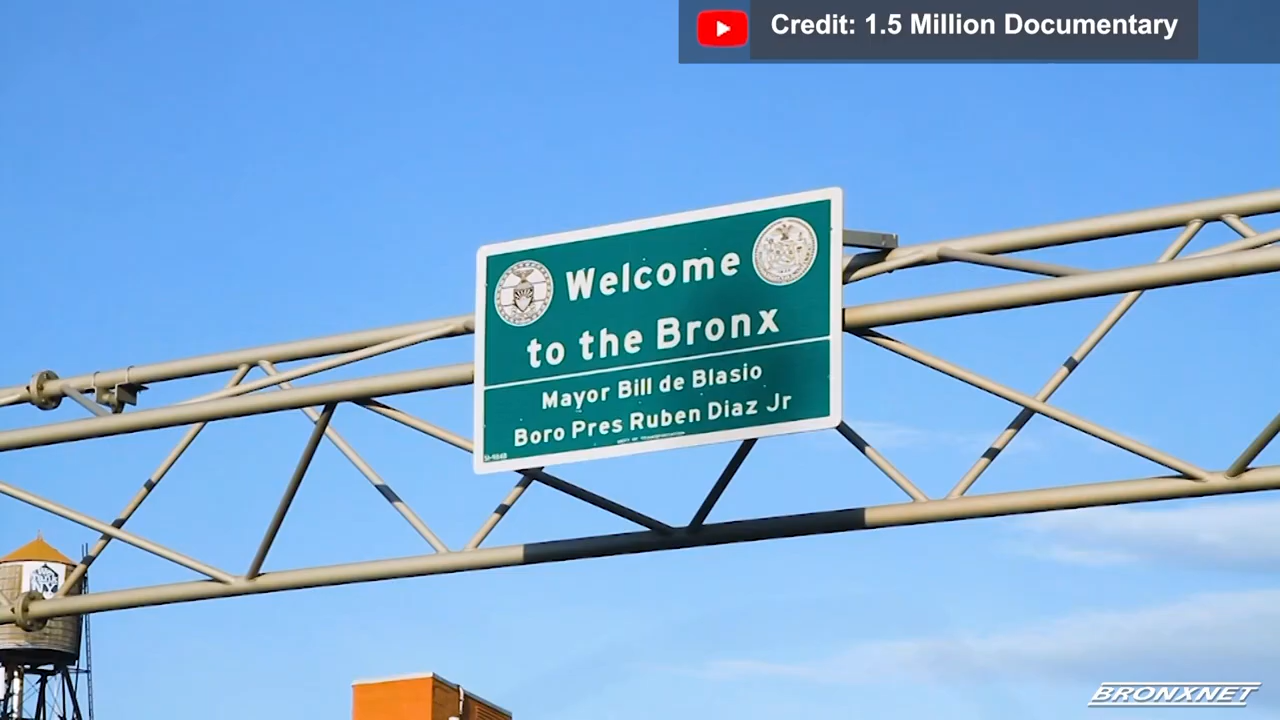 Credit: 1.5 Million Documentary
Welcome
to the Bronx
Mayor Bill de Blasio
Boro Pres Ruben Diaz Jr
BRONXNET